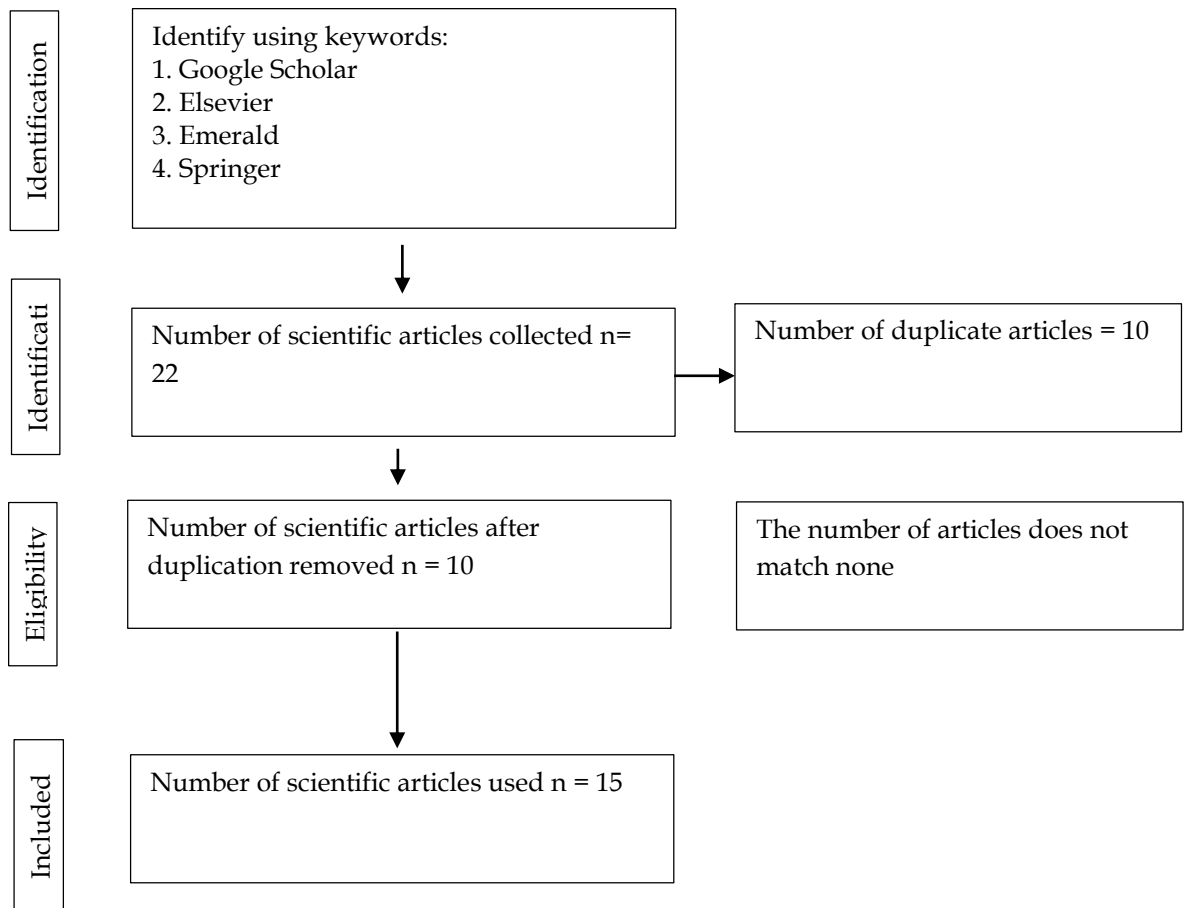 Identification
Identify using keywords:
1. Google Scholar
2. Elsevier
3. Emerald
4. Springer
Identificati
Number of scientific articles collected n=
22
Number of duplicate articles = 10
Eligibility
Number of scientific articles after
duplication removed n = 10
The number of articles does not
match none
Included
Number of scientific articles used n = 15